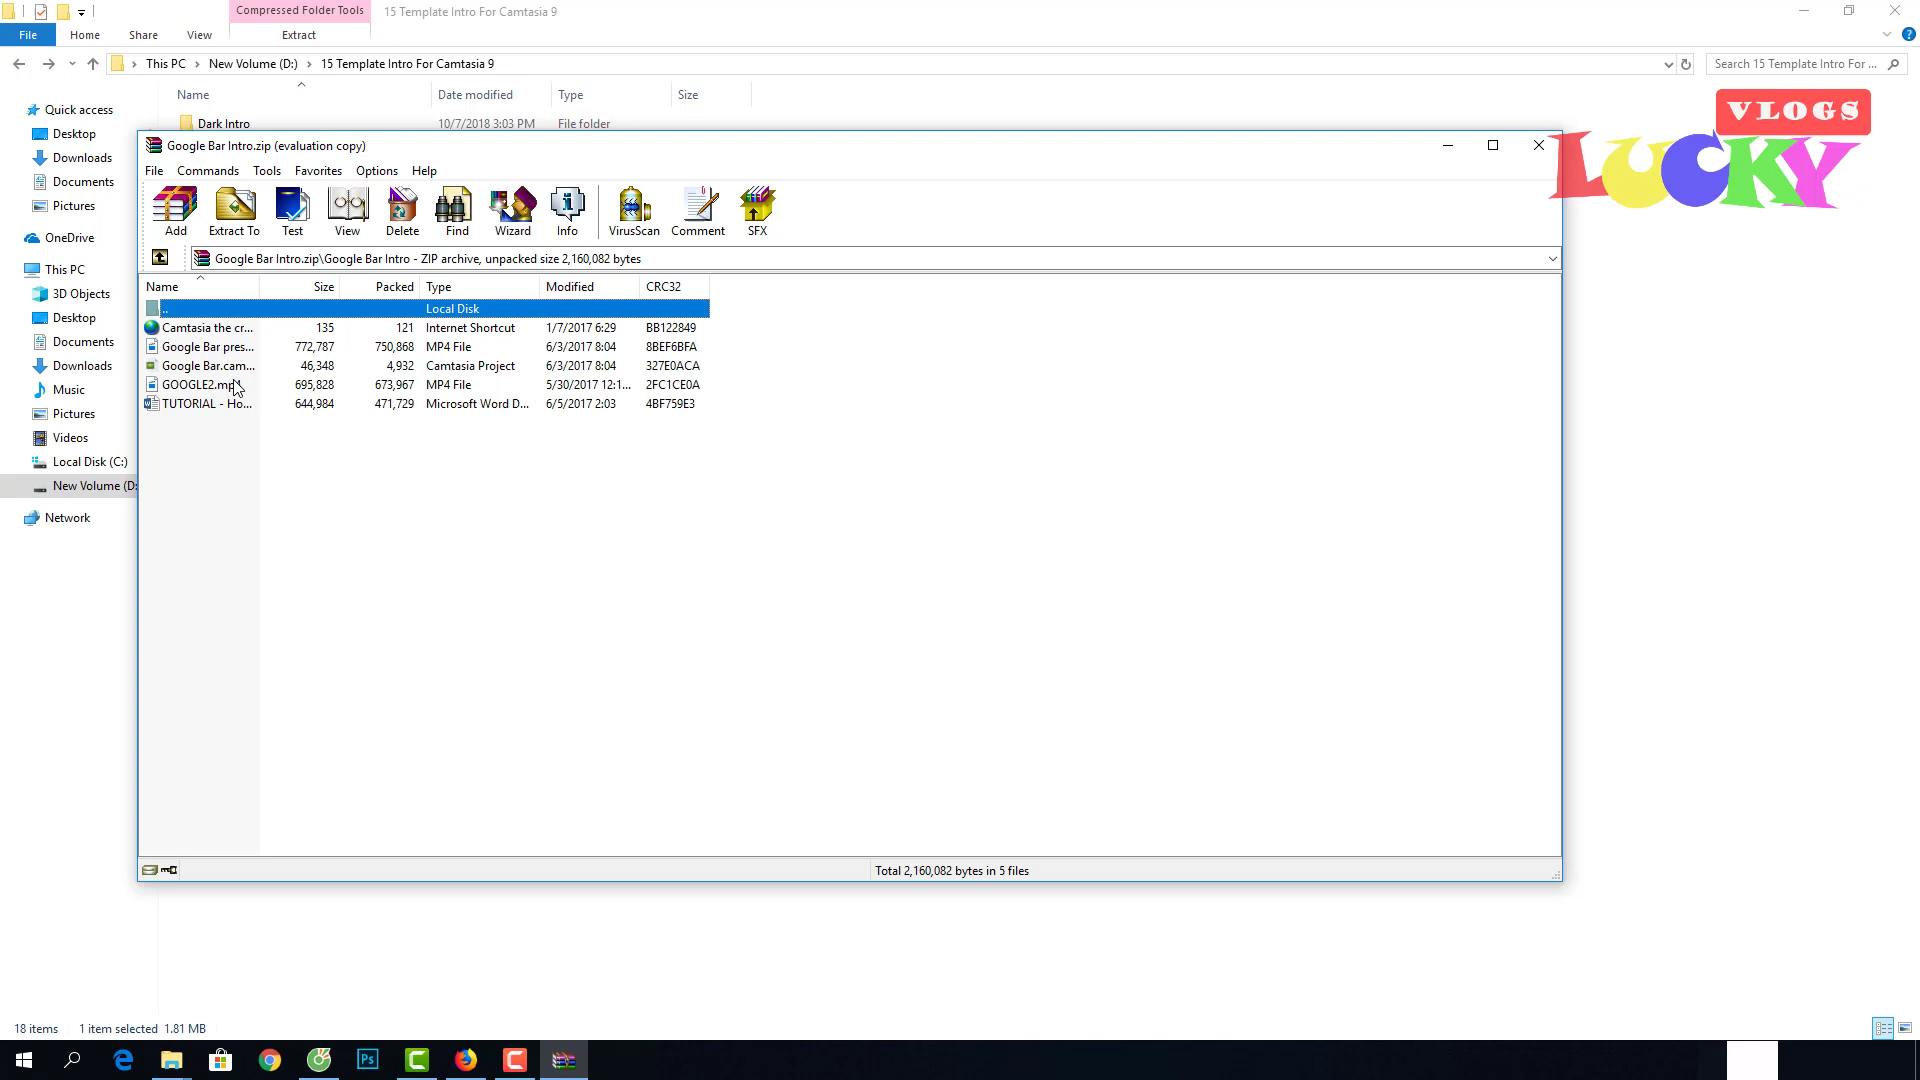 Compressed Folder Tools
15 Template Intro For Camtasia 9
File Home Share View Extract
This PC New Volume (D:) 15 Template Intro For Camtasia 9
Search 15 Template Intro For ...
Name Date modified Type Size
Dark Intro 10/7/2018 3:03 PM File folder
VLOGS
LUCKY
Quick access
Desktop
Downloads
Documents
Pictures
OneDrive
This PC
3D Objects
Desktop
Documents
Downloads
Music
Pictures
Videos
Local Disk (C:)
New Volume (D:
Network
Google Bar Intro.zip (evaluation copy)
File Commands Tools Favorites Options Help
Add Extract To Test View Delete Find Wizard Info VirusScan Comment SFX
Google Bar Intro.zip\Google Bar Intro - ZIP archive, unpacked size 2,160,082 bytes
Name Size Packed Type Modified CRC32
.. Local Disk
Camtasia the cr... 135 121 Internet Shortcut 1/7/2017 6:29 BB122849
Google Bar pres... 772,787 750,868 MP4 File 6/3/2017 8:04 8BEF6BFA
Google Bar.cam... 46,348 4,932 Camtasia Project 6/3/2017 8:04 327E0ACA
GOOGLE2.mp4 695,828 673,967 MP4 File 5/30/2017 12:1... 2FC1CE0A
TUTORIAL - Ho... 644,984 471,729 Microsoft Word D... 6/5/2017 2:03 4BF759E3
Total 2,160,082 bytes in 5 files
18 items 1 item selected 1.81 MB
Ps